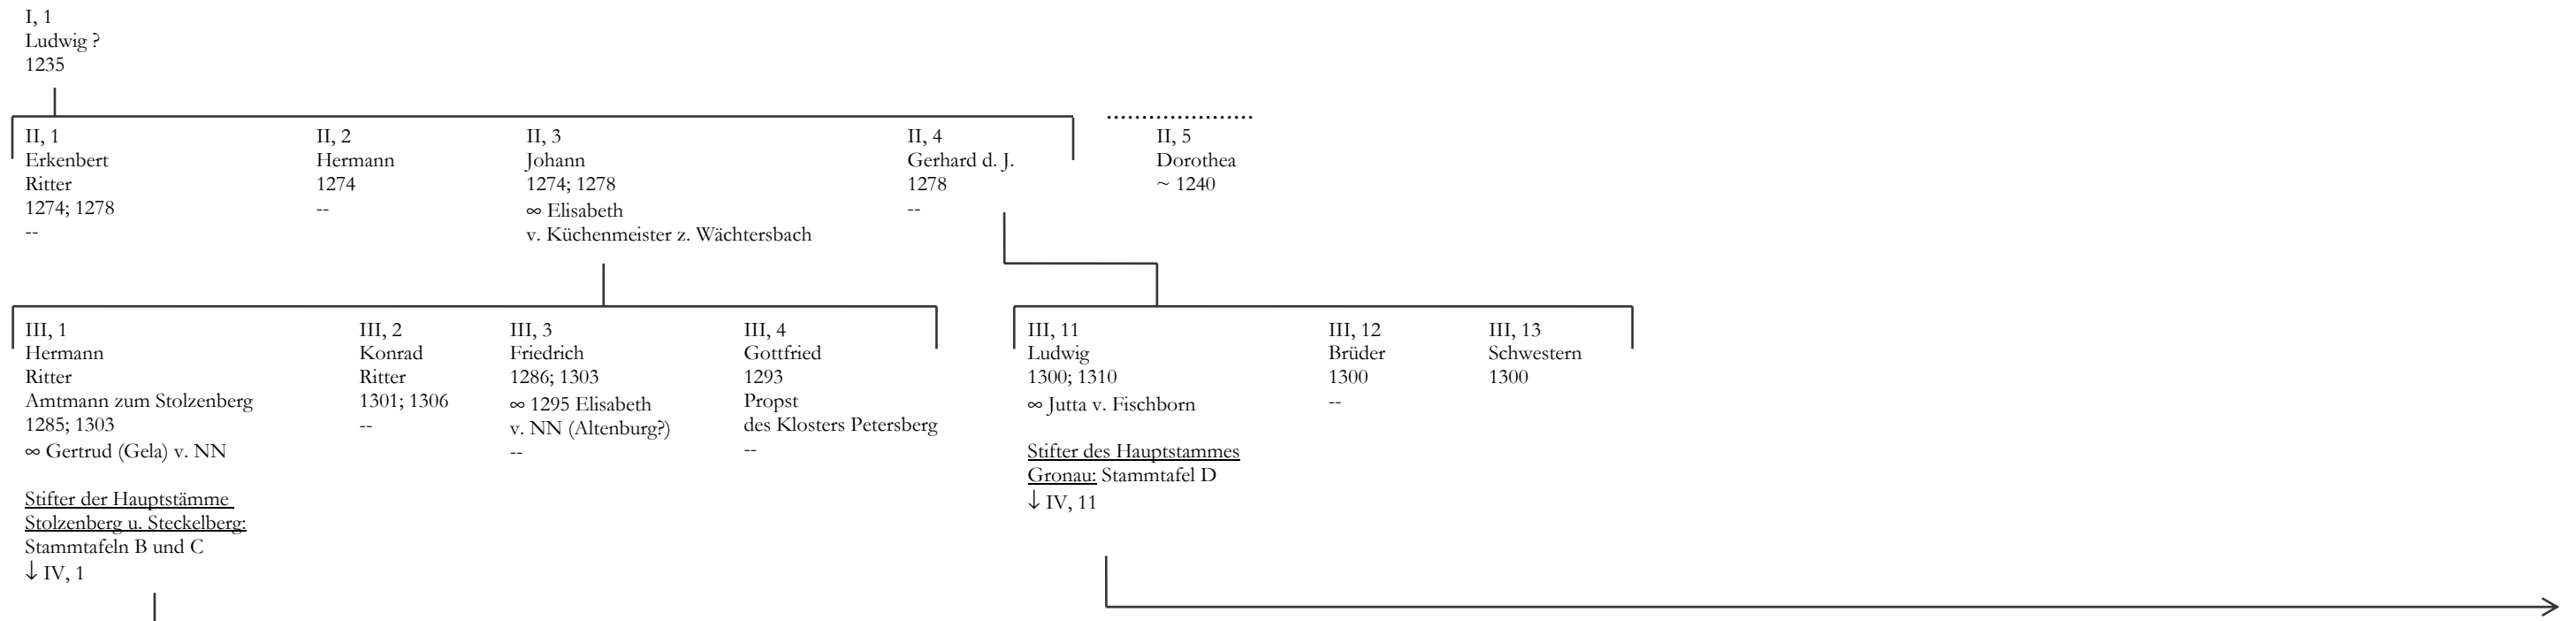 I, 1
Ludwig ?
1235
II, 1
Erkenbert
Ritter
1274; 1278
--
II, 2
Hermann
1274
--
II, 3
Johann
1274; 1278
∞ Elisabeth
v. Küchenmeister z. Wächtersbach
II, 4
Gerhard d. J.
1278
--
II, 5
Dorothea
~ 1240
III, 1
Hermann
Ritter
Amtmann zum Stolzenberg
1285; 1303
∞ Gertrud (Gela) v. NN
Stifter der Hauptstämme
Stolzenberg u. Steckelberg:
Stammtafeln B und C
↓ IV, 1
III, 2
Konrad
Ritter
1301; 1306
--
III, 3
Friedrich
1286; 1303
∞ 1295 Elisabeth
v. NN (Altenburg?)
--
III, 4
Gottfried
1293
Propst
des Klosters Petersberg
--
III, 11
Ludwig
1300; 1310
∞ Jutta v. Fischborn
Stifter des Hauptstammes
Gronau: Stammtafel D
↓ IV, 11
III, 12
Brüder
1300
--
III, 13
Schwestern
1300